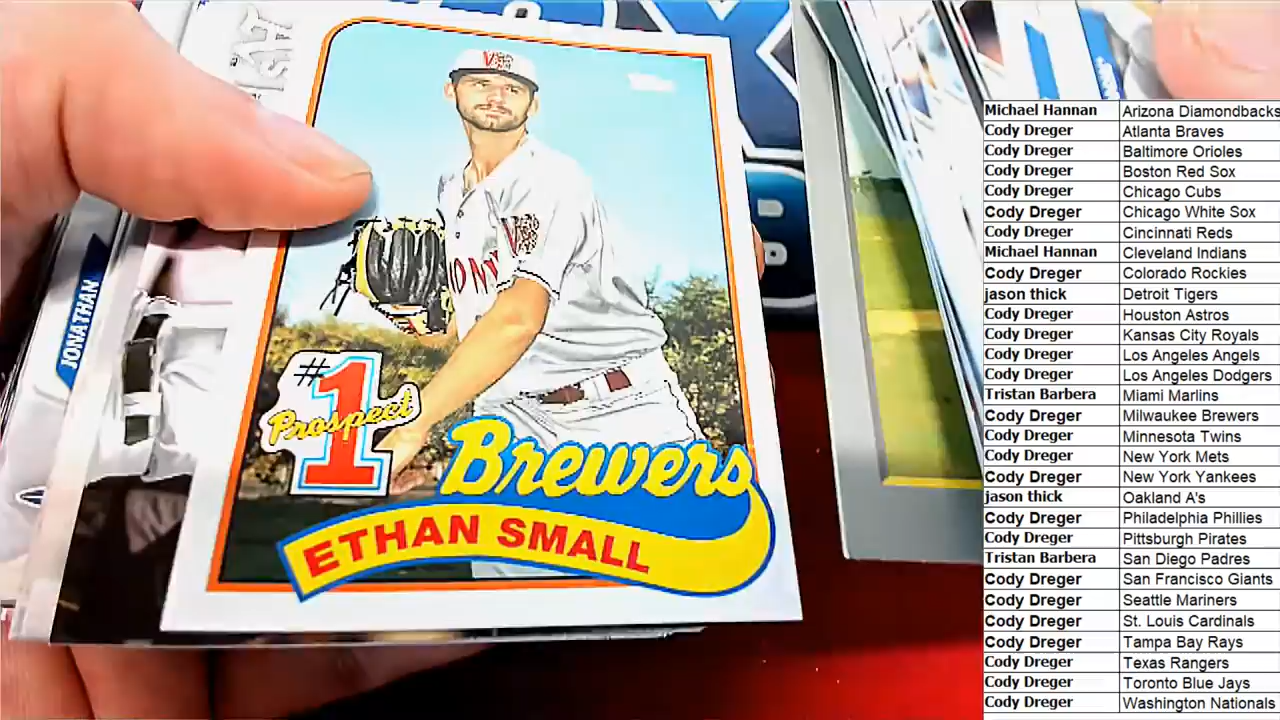 JONATHAN
#1
Prospect
Brewers
ETHAN SMALL
Michael Hannan Arizona Diamondbacks
Cody Dreger Atlanta Braves
Cody Dreger Baltimore Orioles
Cody Dreger Boston Red Sox
Cody Dreger Chicago Cubs
Cody Dreger Chicago White Sox
Cody Dreger Cincinnati Reds
Michael Hannan Cleveland Indians
Cody Dreger Colorado Rockies
jason thick Detroit Tigers
Cody Dreger Houston Astros
Cody Dreger Kansas City Royals
Cody Dreger Los Angeles Angels
Cody Dreger Los Angeles Dodgers
Tristan Barbera Miami Marlins
Cody Dreger Milwaukee Brewers
Cody Dreger Minnesota Twins
Cody Dreger New York Mets
Cody Dreger New York Yankees
jason thick Oakland A's
Cody Dreger Philadelphia Phillies
Cody Dreger Pittsburgh Pirates
Tristan Barbera San Diego Padres
Cody Dreger San Francisco Giants
Cody Dreger Seattle Mariners
Cody Dreger St. Louis Cardinals
Cody Dreger Tampa Bay Rays
Cody Dreger Texas Rangers
Cody Dreger Toronto Blue Jays
Cody Dreger Washington Nationals